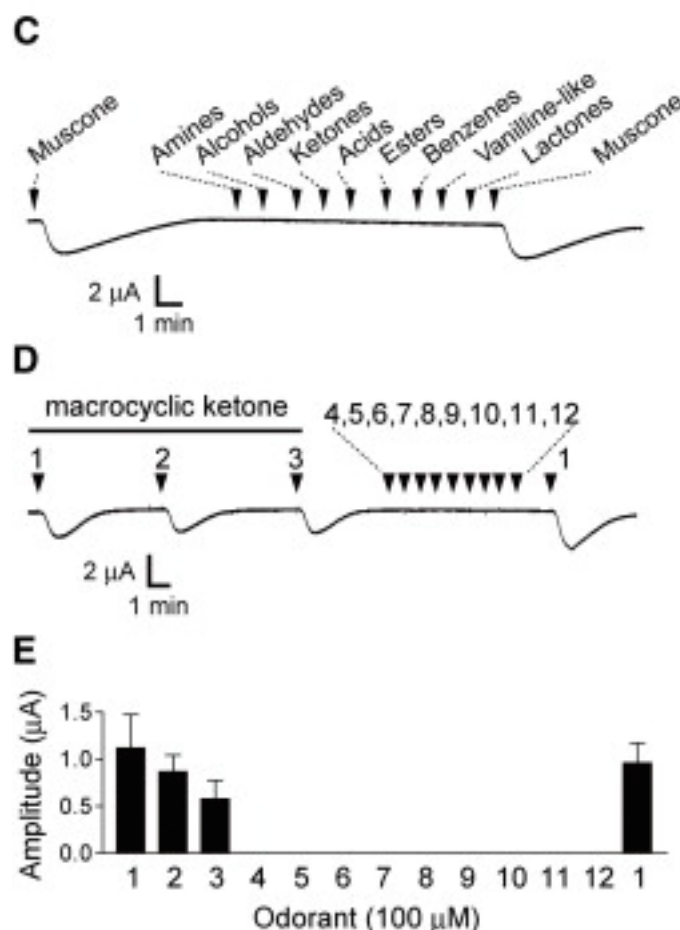 C
Muscone Amines Alcohols Aldehydes Ketones Acids Esters Benzenes Vanilline-like Lactones Muscone
2 μA
1 min
D
macrocyclic ketone 4,5,6,7,8,9,10,11,12
1 2 3 1
2 μA
1 min
E
Amplitude (μA)
1.5
1.0
0.5
0.0
1 2 3 4 5 6 7 8 9 10 11 12 1
Odorant (100 μM)